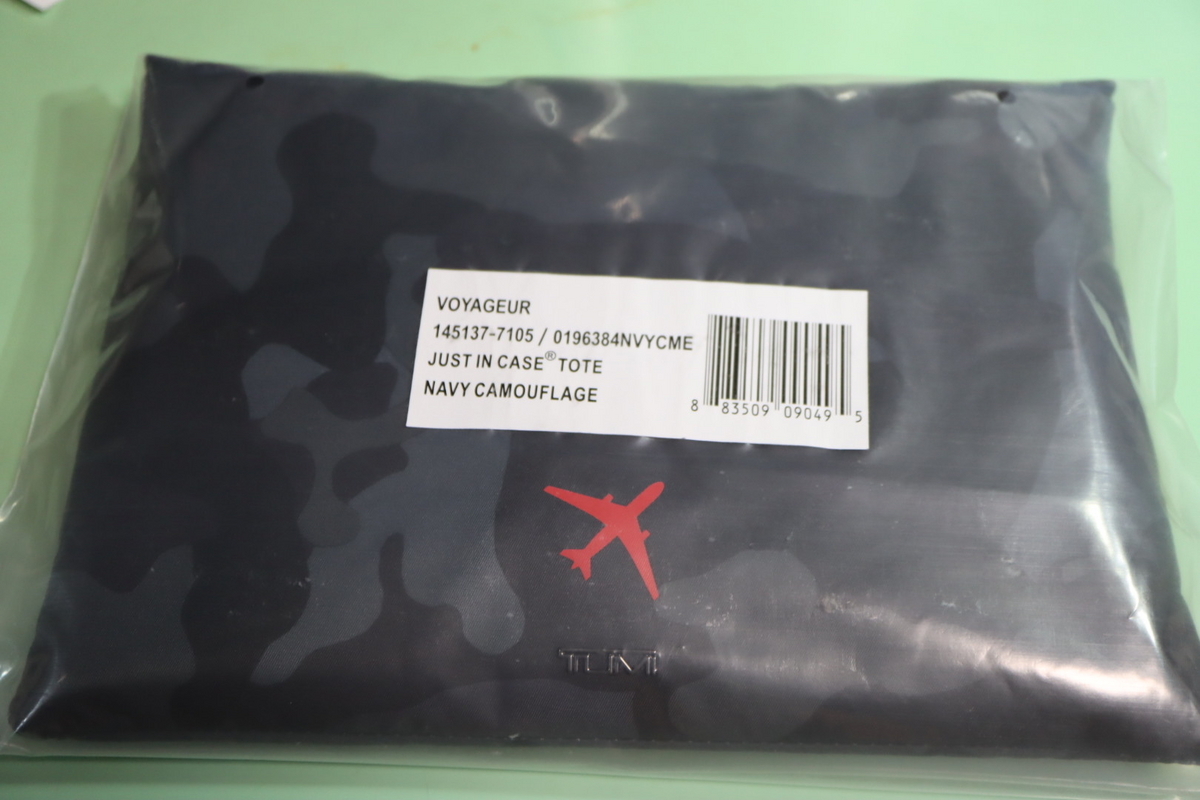 VOYAGEUR
145137-7105 / 0196384NVYCME
JUST IN CASE® TOTE
NAVY CAMOUFLAGE
8 83509 09049 5
TUMI